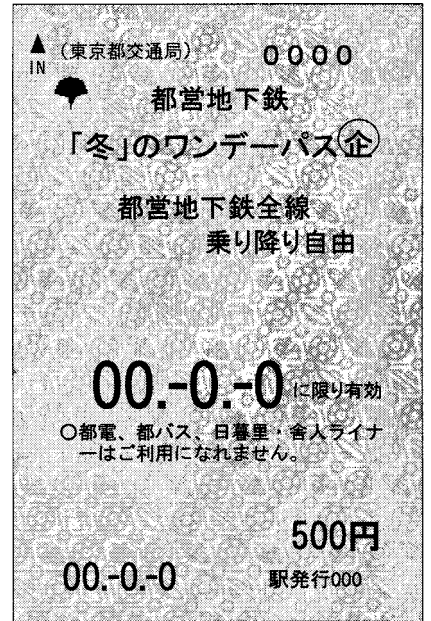 ▲ (東京都交通局) 0000
IN
都営地下鉄
「冬」のワンデーパス㊭
都営地下鉄全線
乗り降り自由
00.-0.-0 に限り有効
○都電、都バス、日暮里・舎人ライナ
ーはご利用になれません。
500円
00.-0.-0 駅発行000